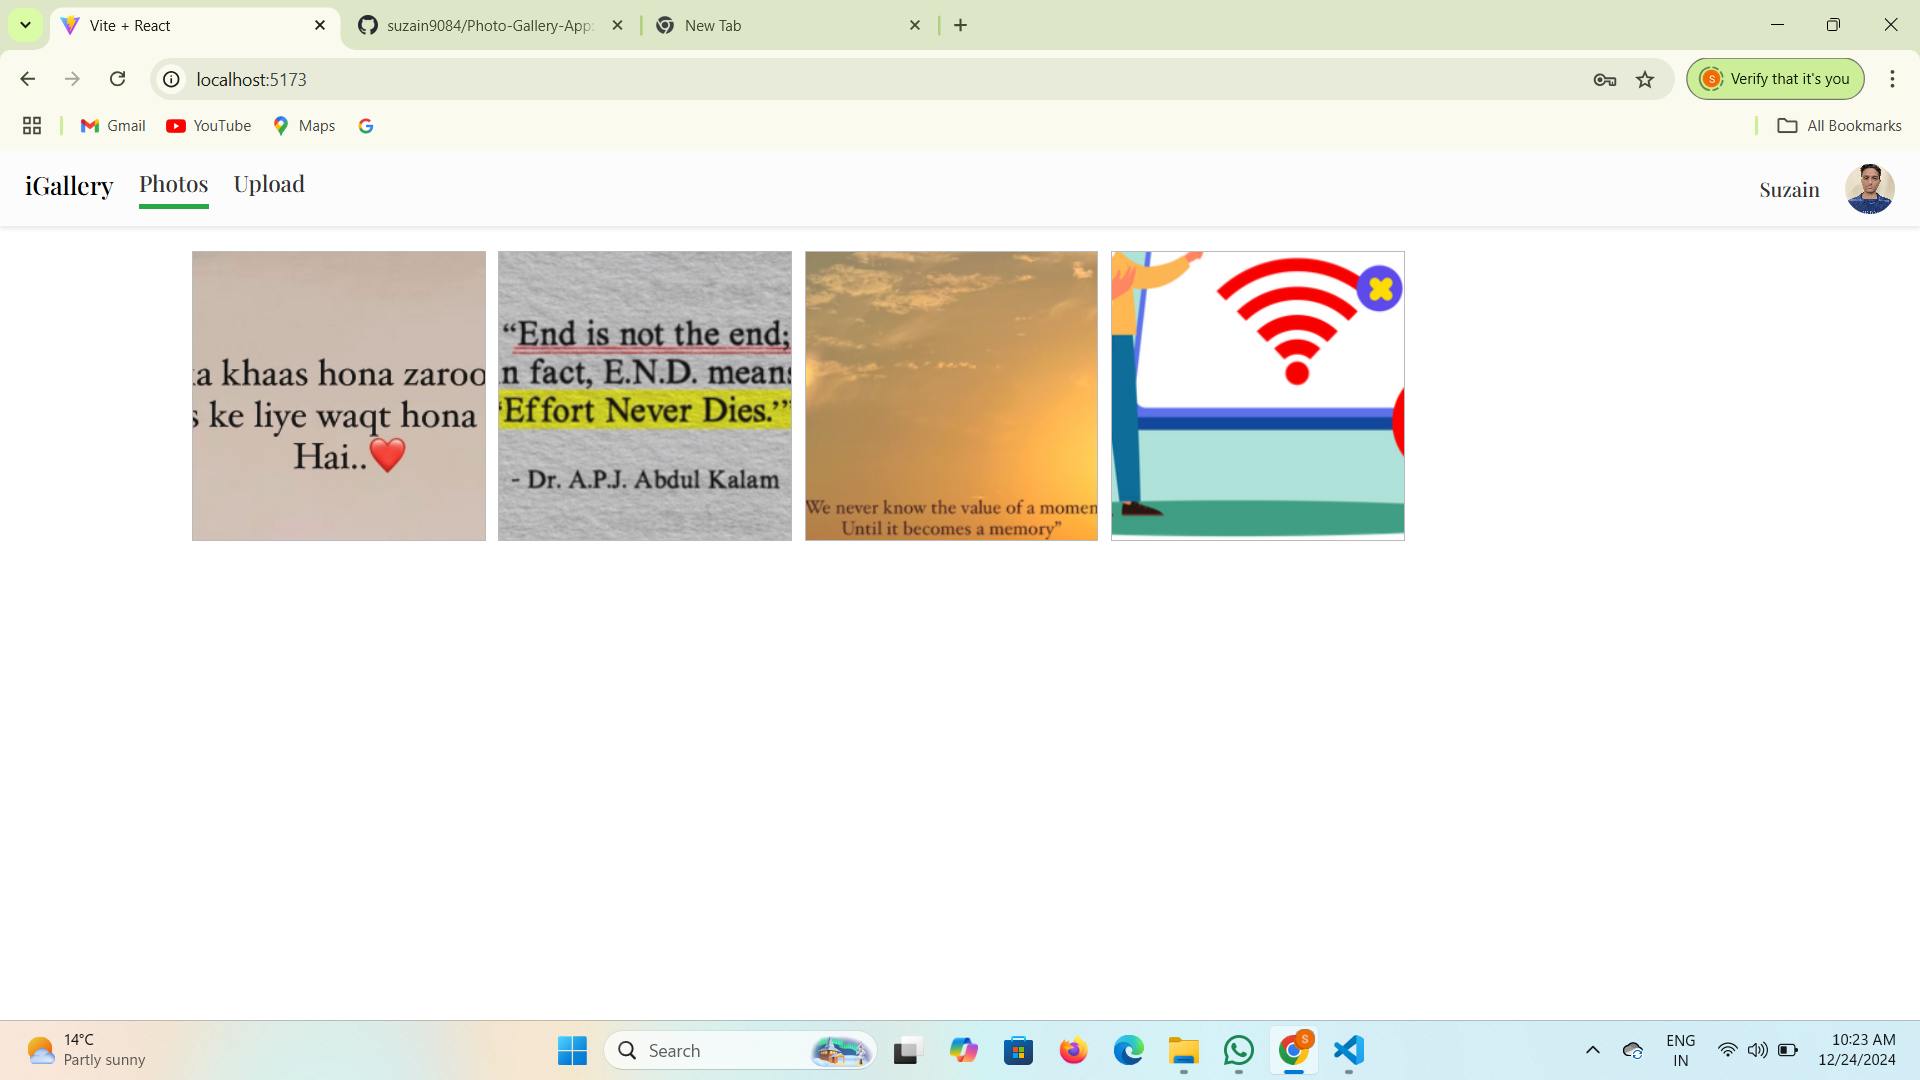 Vite + React
suzain9084/Photo-Gallery-App:
New Tab
localhost:5173
Verify that it's you
Gmail
YouTube
Maps
All Bookmarks
iGallery
Photos
Upload
Suzain
a khaas hona zaroo
s ke liye waqt hona
Hai..❤️
“End is not the end;
n fact, E.N.D. means
‘Effort Never Dies.’”
- Dr. A.P.J. Abdul Kalam
We never know the value of a momen
Until it becomes a memory”
14°C
Partly sunny
Search
ENG
IN
10:23 AM
12/24/2024